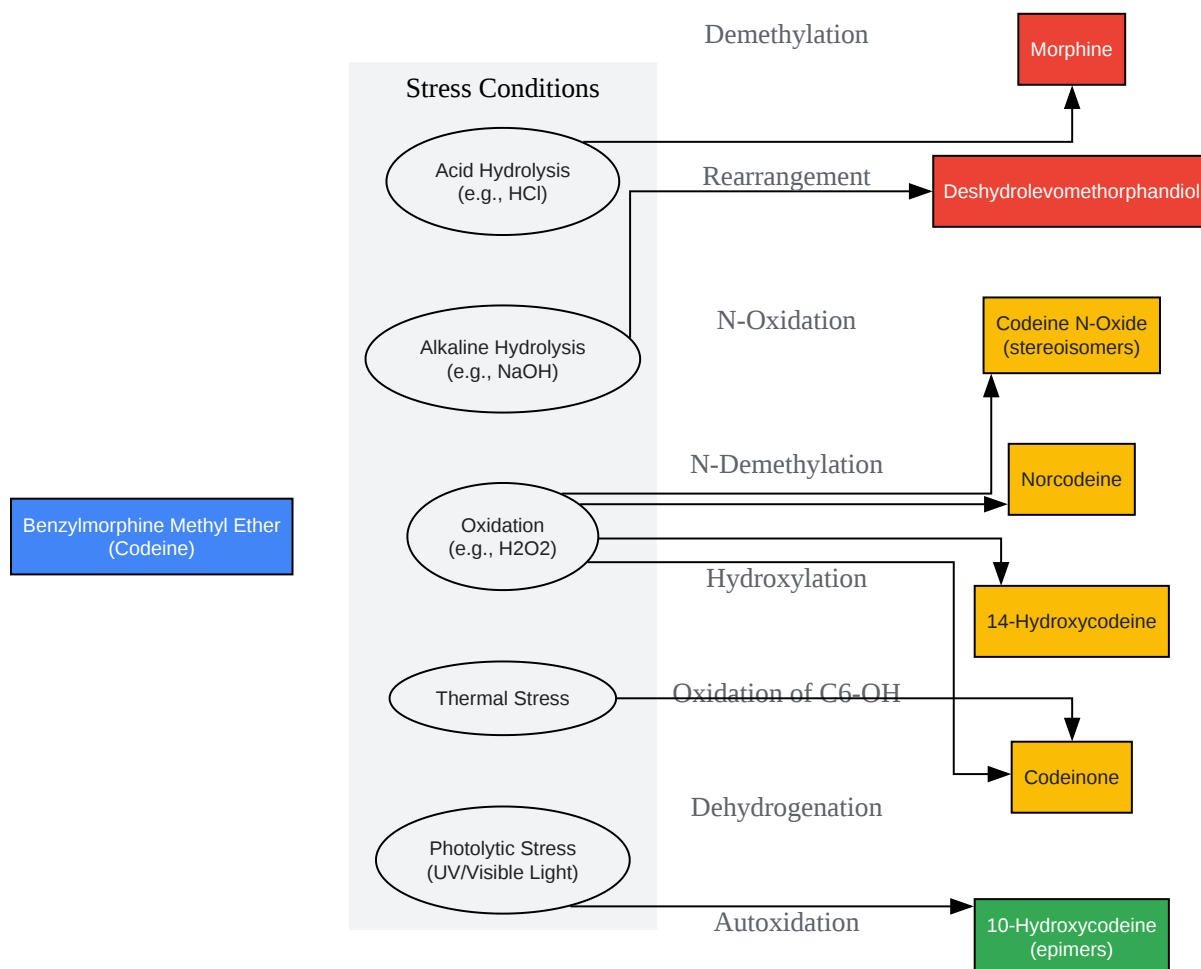 Demethylation
Morphine
Stress Conditions
Acid Hydrolysis
(e.g., HCl)
Rearrangement
Deshydrolevomethorphandiol
N-Oxidation
Codeine N-Oxide
(stereoisomers)
Alkaline Hydrolysis
(e.g., NaOH)
N-Demethylation
Norcodeine
Benzylmorphine Methyl Ether
(Codeine)
Oxidation
(e.g., H2O2)
Hydroxylation
14-Hydroxycodeine
Thermal Stress
Oxidation of C6-OH
Codeinone
Dehydrogenation
Photolytic Stress
(UV/Visible Light)
Autoxidation
10-Hydroxycodeine
(epimers)